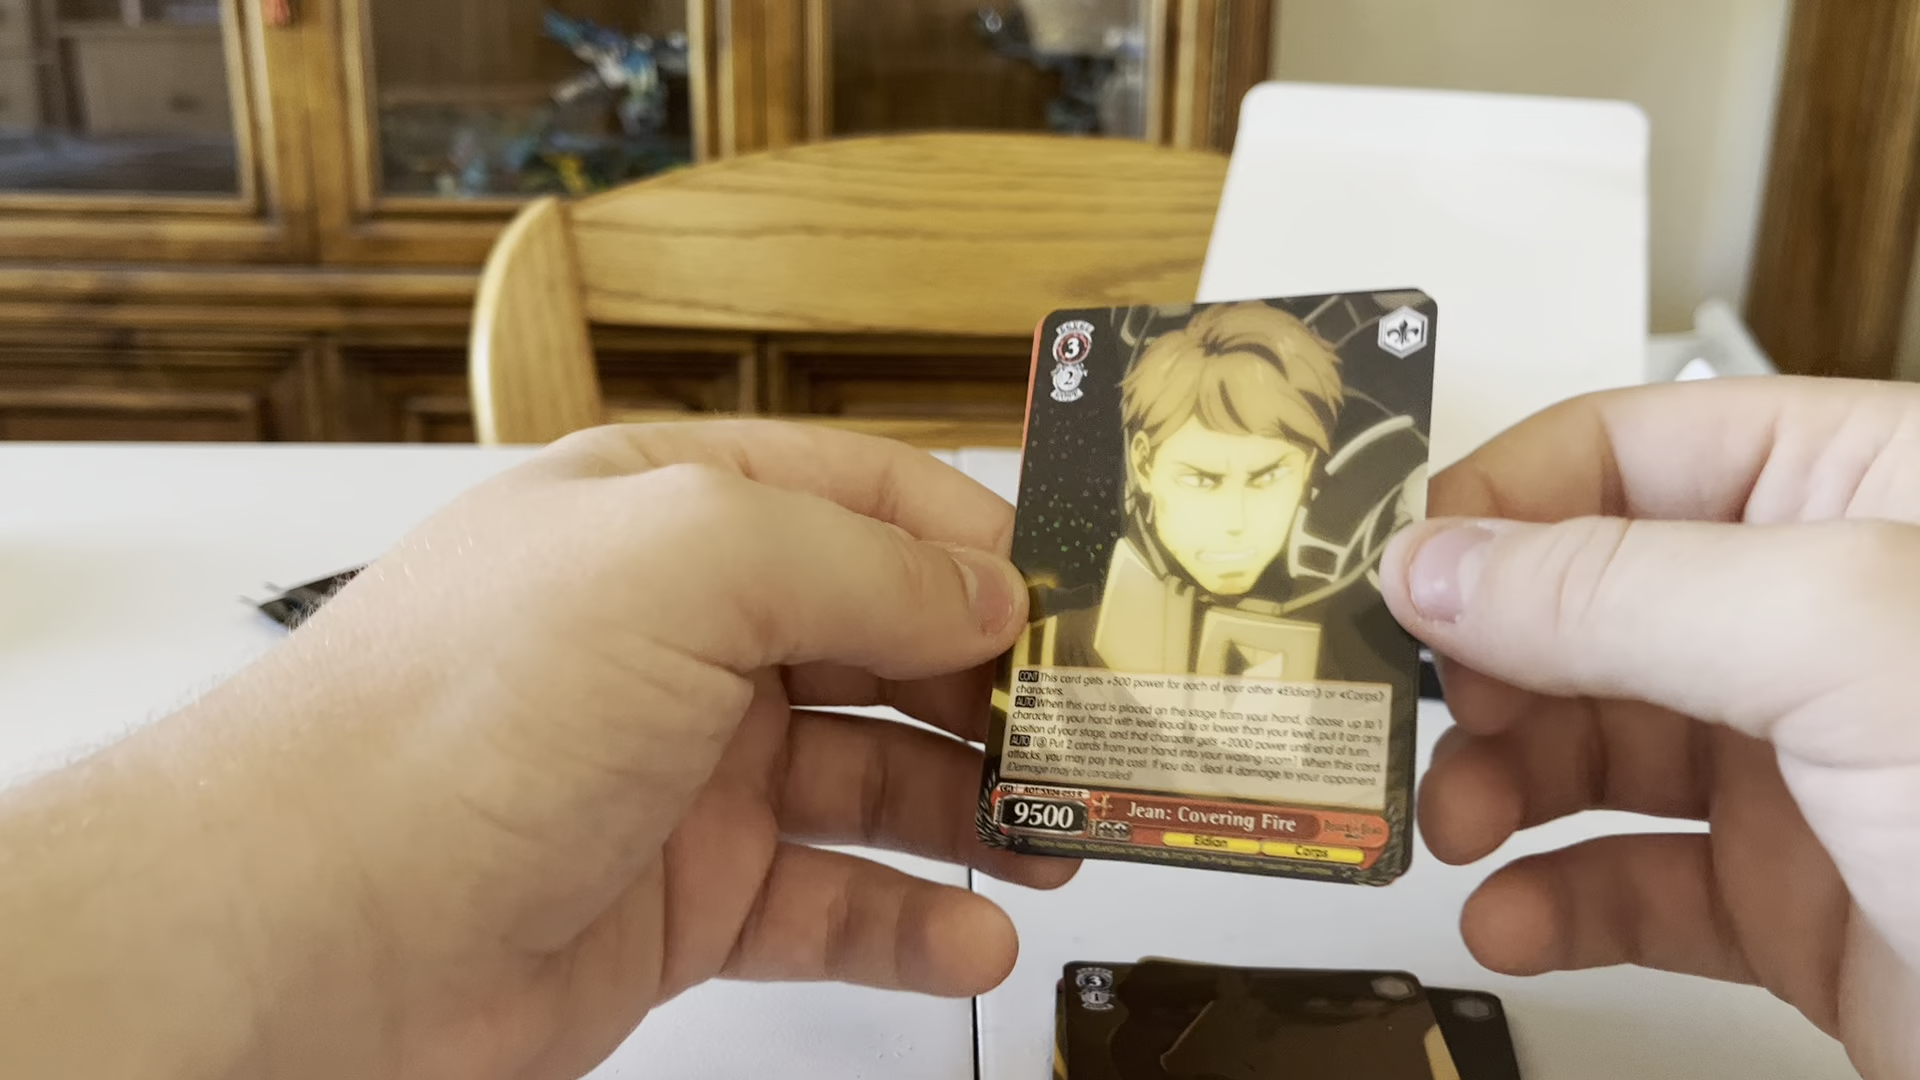 3
2
CONT This card gets +500 power for each of your other «Eldian» or «Corps»
characters.
AUTO When this card is placed on the stage from your hand, choose up to 1
character in your hand with level equal to or lower than your level, put it on any
position of your stage, and that character gets +2000 power until end of turn.
AUTO [③ Put 2 cards from your hand into your waiting room] When this card
attacks, you may pay the cost. If you do, deal 4 damage to your opponent.
(Damage may be canceled)
9500
Jean: Covering Fire
Eldian Corps
3
1